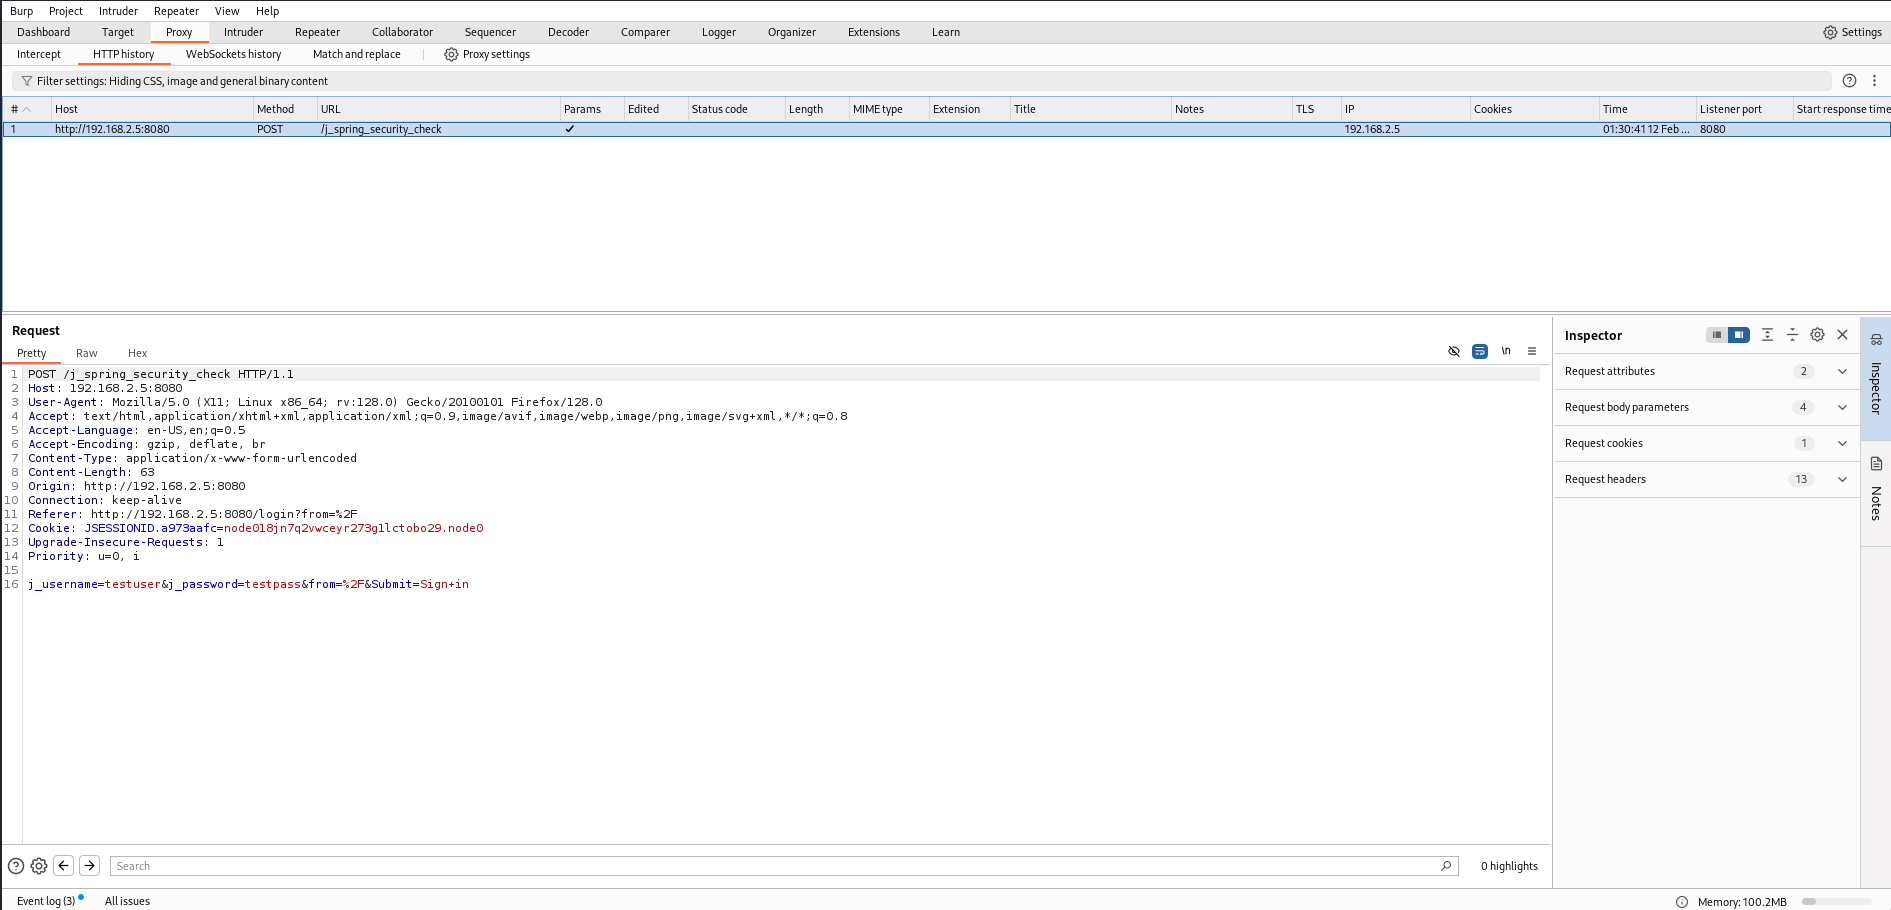 Burp Project Intruder Repeater View Help
Dashboard Target Proxy Intruder Repeater Collaborator Sequencer Decoder Comparer Logger Organizer Extensions Learn Settings
Intercept HTTP history WebSockets history Match and replace Proxy settings
Filter settings: Hiding CSS, image and general binary content
# Host Method URL Params Edited Status code Length MIME type Extension Title Notes TLS IP Cookies Time Listener port Start response time
1 http://192.168.2.5:8080 POST /j_spring_security_check ✓ 192.168.2.5 01:30:41 12 Feb ... 8080
Request
Pretty Raw Hex \n
1 POST /j_spring_security_check HTTP/1.1
2 Host: 192.168.2.5:8080
3 User-Agent: Mozilla/5.0 (X11; Linux x86_64; rv:128.0) Gecko/20100101 Firefox/128.0
4 Accept: text/html,application/xhtml+xml,application/xml;q=0.9,image/avif,image/webp,image/png,image/svg+xml,*/*;q=0.8
5 Accept-Language: en-US,en;q=0.5
6 Accept-Encoding: gzip, deflate, br
7 Content-Type: application/x-www-form-urlencoded
8 Content-Length: 63
9 Origin: http://192.168.2.5:8080
10 Connection: keep-alive
11 Referer: http://192.168.2.5:8080/login?from=%2F
12 Cookie: JSESSIONID.a973aafc=node018jn7q2vwceyr273g1lctobo29.node0
13 Upgrade-Insecure-Requests: 1
14 Priority: u=0, i
15
16 j_username=testuser&j_password=testpass&from=%2F&Submit=Sign+in
Inspector
Request attributes 2
Request body parameters 4
Request cookies 1
Request headers 13
Inspector
Notes
Search
0 highlights
Event log (3) All issues
Memory: 100.2MB